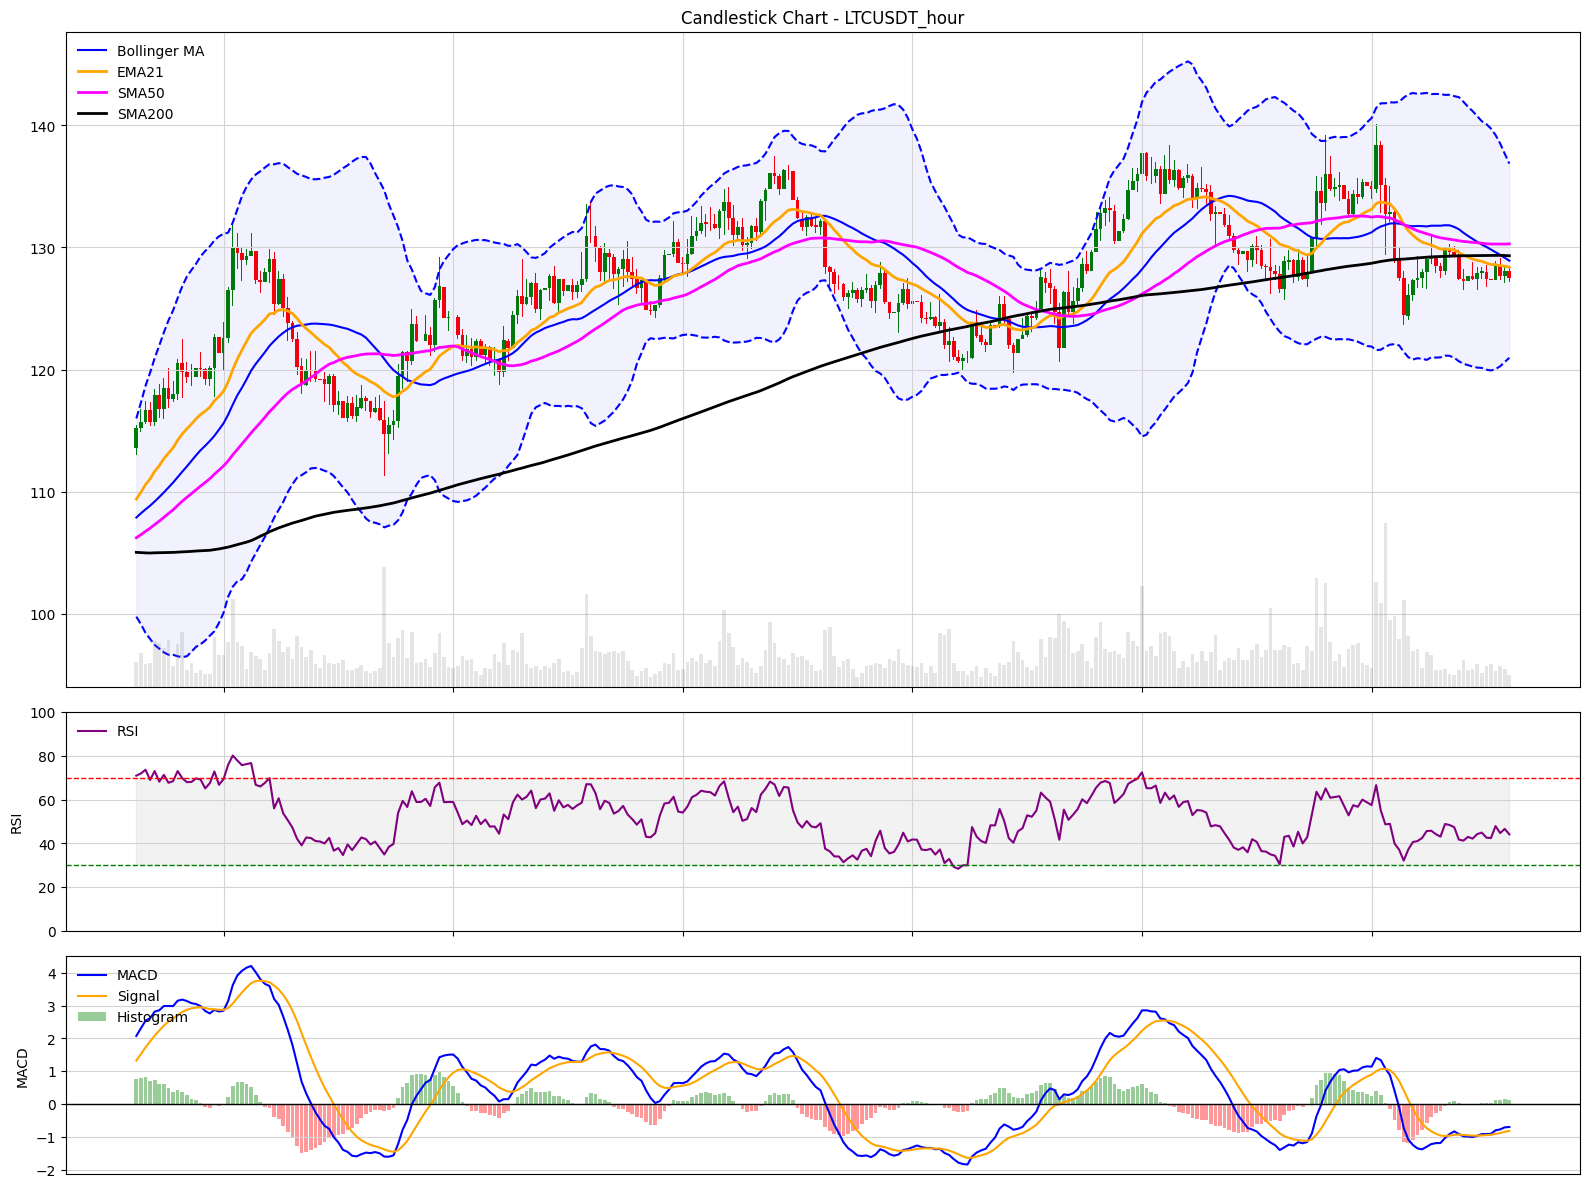 Candlestick Chart - LTCUSDT_hour
Bollinger MA
EMA21
SMA50
SMA200
140
130
120
110
100
RSI
100
80
60
40
20
0
RSI
MACD
Signal
Histogram
4
3
2
1
0
−1
−2
MACD